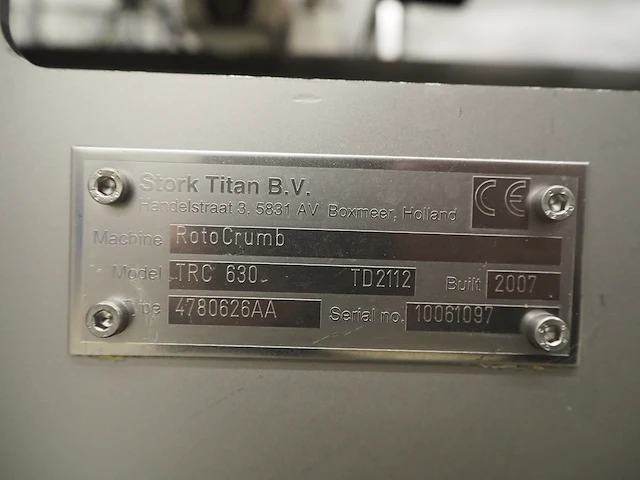 Stork Titan B.V.
Handelstraat 3, 5831 AV Boxmeer, Holland
CE
Machine RotoCrumb
Model TRC 630 TD2112 Built 2007
Type 4780626AA Serial no. 10061097